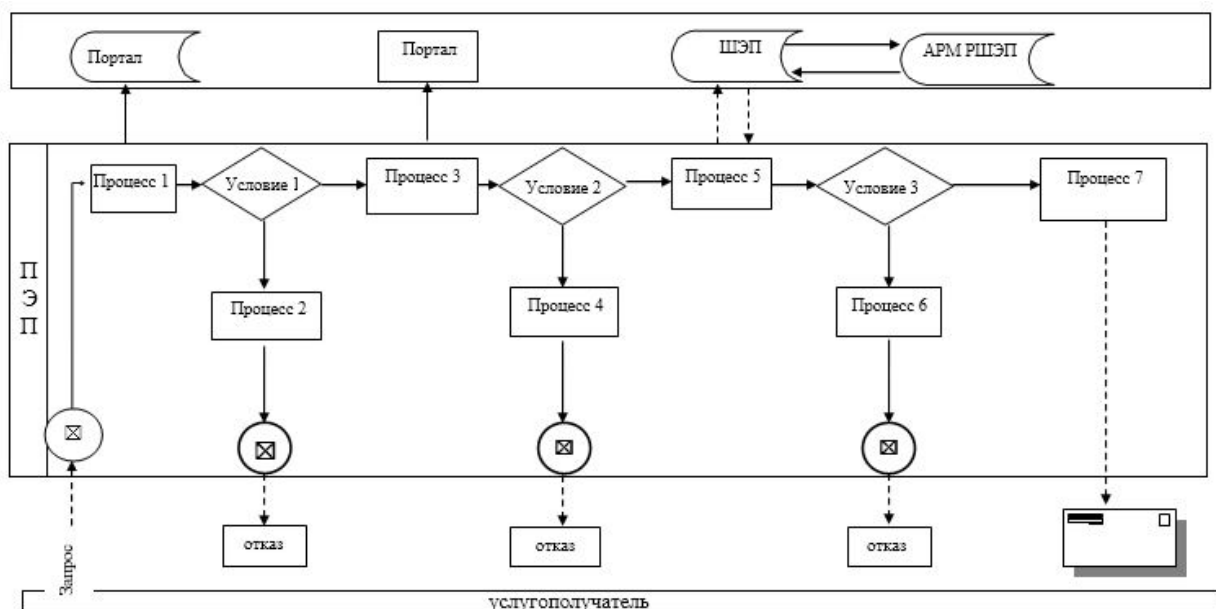 Портал
Портал
ШЭП
АРМ РШЭП
ПЭП
Процесс 1
Условие 1
Процесс 3
Условие 2
Процесс 5
Условие 3
Процесс 7
Процесс 2
Процесс 4
Процесс 6
Запрос
отказ
отказ
отказ
услугополучатель